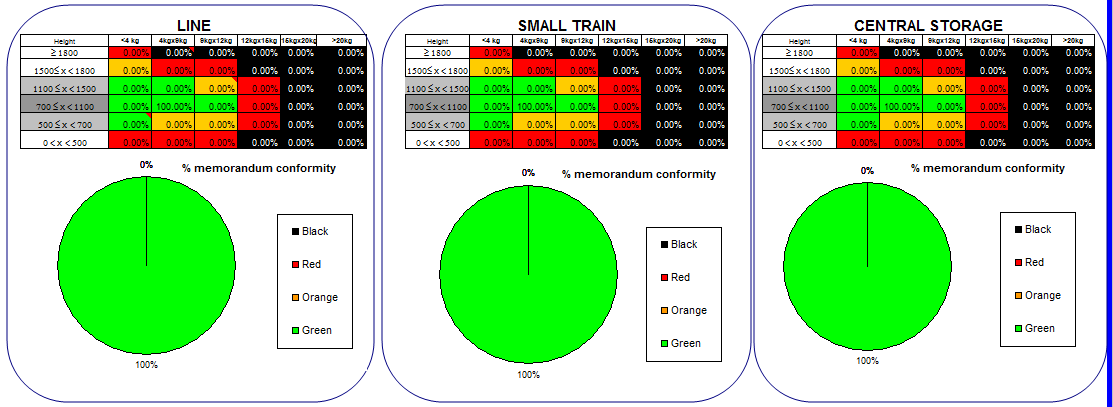 LINE
Height <4 kg 4kg≤x≤9kg 9kg≤x≤12kg 12kg≤x≤15kg 15kg≤x≤20kg >20kg
≥1800 0.00% 0.00% 0.00% 0.00% 0.00% 0.00%
1500≤x<1800 0.00% 0.00% 0.00% 0.00% 0.00% 0.00%
1100≤x<1500 0.00% 0.00% 0.00% 0.00% 0.00% 0.00%
700≤x<1100 0.00% 100.00% 0.00% 0.00% 0.00% 0.00%
500≤x<700 0.00% 0.00% 0.00% 0.00% 0.00% 0.00%
0<x<500 0.00% 0.00% 0.00% 0.00% 0.00% 0.00%
0% % memorandum conformity
Black
Red
Orange
Green
100%
SMALL TRAIN
Height <4 kg 4kg≤x≤9kg 9kg≤x≤12kg 12kg≤x≤15kg 15kg≤x≤20kg >20kg
≥1800 0.00% 0.00% 0.00% 0.00% 0.00% 0.00%
1500≤x<1800 0.00% 0.00% 0.00% 0.00% 0.00% 0.00%
1100≤x<1500 0.00% 0.00% 0.00% 0.00% 0.00% 0.00%
700≤x<1100 0.00% 100.00% 0.00% 0.00% 0.00% 0.00%
500≤x<700 0.00% 0.00% 0.00% 0.00% 0.00% 0.00%
0<x<500 0.00% 0.00% 0.00% 0.00% 0.00% 0.00%
0% % memorandum conformity
Black
Red
Orange
Green
100%
CENTRAL STORAGE
Height <4 kg 4kg≤x≤9kg 9kg≤x≤12kg 12kg≤x≤15kg 15kg≤x≤20kg >20kg
≥1800 0.00% 0.00% 0.00% 0.00% 0.00% 0.00%
1500≤x<1800 0.00% 0.00% 0.00% 0.00% 0.00% 0.00%
1100≤x<1500 0.00% 0.00% 0.00% 0.00% 0.00% 0.00%
700≤x<1100 0.00% 100.00% 0.00% 0.00% 0.00% 0.00%
500≤x<700 0.00% 0.00% 0.00% 0.00% 0.00% 0.00%
0<x<500 0.00% 0.00% 0.00% 0.00% 0.00% 0.00%
0% % memorandum conformity
Black
Red
Orange
Green
100%